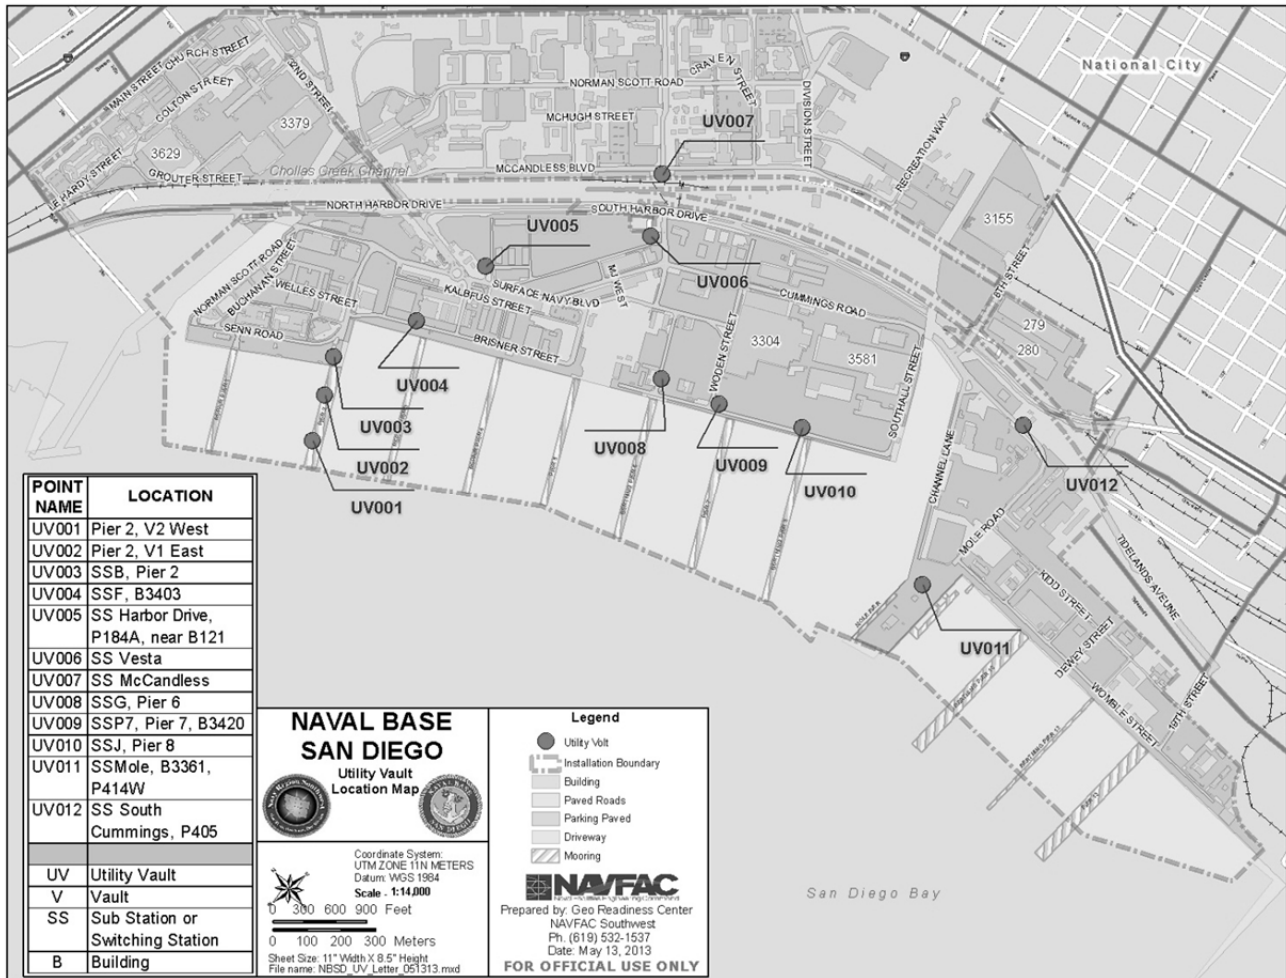 National City
CHURCH STREET
MAIN STREET
COLTON STREET
32ND STREET
3379
3629
LE HARDY STREET
GROUTER STREET
Chollas Creek Channel
NORMAN SCOTT ROAD
CRAVEN STREET
MCHUGH STREET
DIVISION STREET
UV007
MCCANDLESS BLVD
RECREATION WAY
3155
NORTH HARBOR DRIVE
SOUTH HARBOR DRIVE
UV005
UV006
8TH STREET
NORMAN SCOTT ROAD
BUCHANAN STREET
WELLES STREET
SENN ROAD
SURFACE NAVY BLVD
KALBFUS STREET
BRISNER STREET
MJ WEST
CUMMINGS ROAD
WODEN STREET
3304
3581
SOUTHALL STREET
279
280
UV004
UV003
UV002
UV001
UV008
UV009
UV010
UV012
CHANNEL LANE
MOLE ROAD
KIDD STREET
TIDELANDS AVEUNE
DEWEY STREET
WOMBLE STREET
19TH STREET
UV011
San Diego Bay
POINT NAME LOCATION
UV001 Pier 2, V2 West
UV002 Pier 2, V1 East
UV003 SSB, Pier 2
UV004 SSF, B3403
UV005 SS Harbor Drive,
P184A, near B121
UV006 SS Vesta
UV007 SS McCandless
UV008 SSG, Pier 6
UV009 SSP7, Pier 7, B3420
UV010 SSJ, Pier 8
UV011 SSMole, B3361,
P414W
UV012 SS South
Cummings, P405
UV Utility Vault
V Vault
SS Sub Station or
Switching Station
B Building
NAVAL BASE
SAN DIEGO
Utility Vault
Location Map
Coordinate System:
UTM ZONE 11N METERS
Datum: WGS 1984
Scale - 1:14,000
0 300 600 900 Feet
0 100 200 300 Meters
Sheet Size: 11" Width X 8.5" Height
File name: NBSD_UV_Letter_051313.mxd
Legend
Utility Volt
Installation Boundary
Building
Paved Roads
Parking Paved
Driveway
Mooring
NAVFAC
Prepared by: Geo Readiness Center
NAVFAC Southwest
Ph. (619) 532-1537
Date: May 13, 2013
FOR OFFICIAL USE ONLY